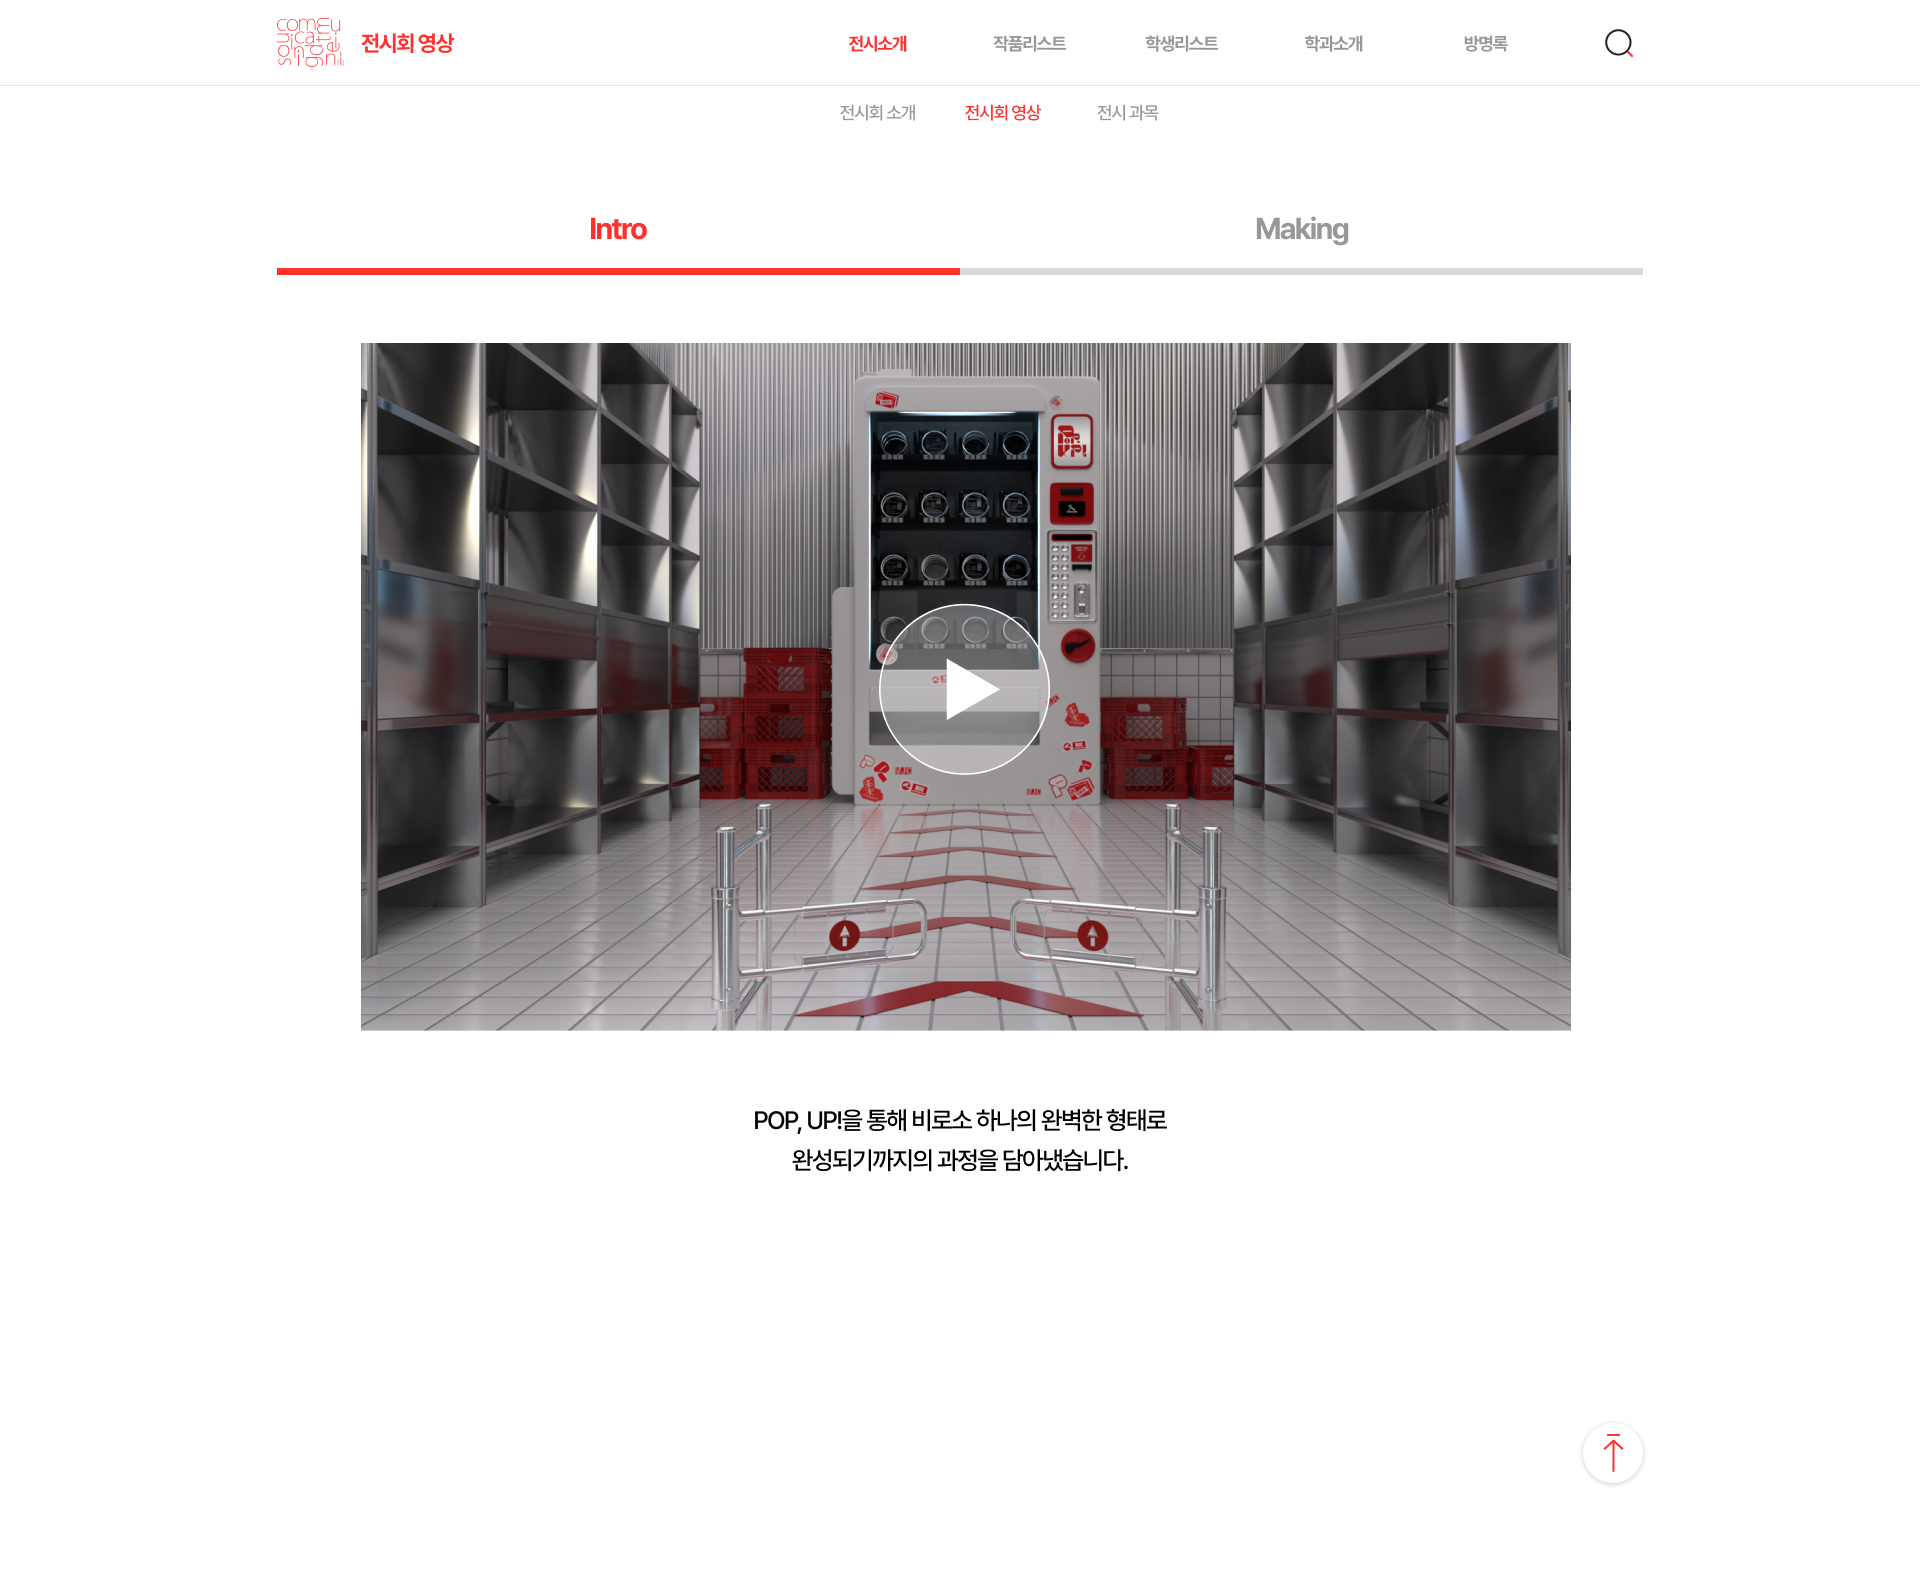 전시회 영상
전시소개
작품리스트
학생리스트
학과소개
방명록
전시회 소개
전시회 영상
전시 과목
Intro
Making
POP, UP!을 통해 비로소 하나의 완벽한 형태로
완성되기까지의 과정을 담아냈습니다.